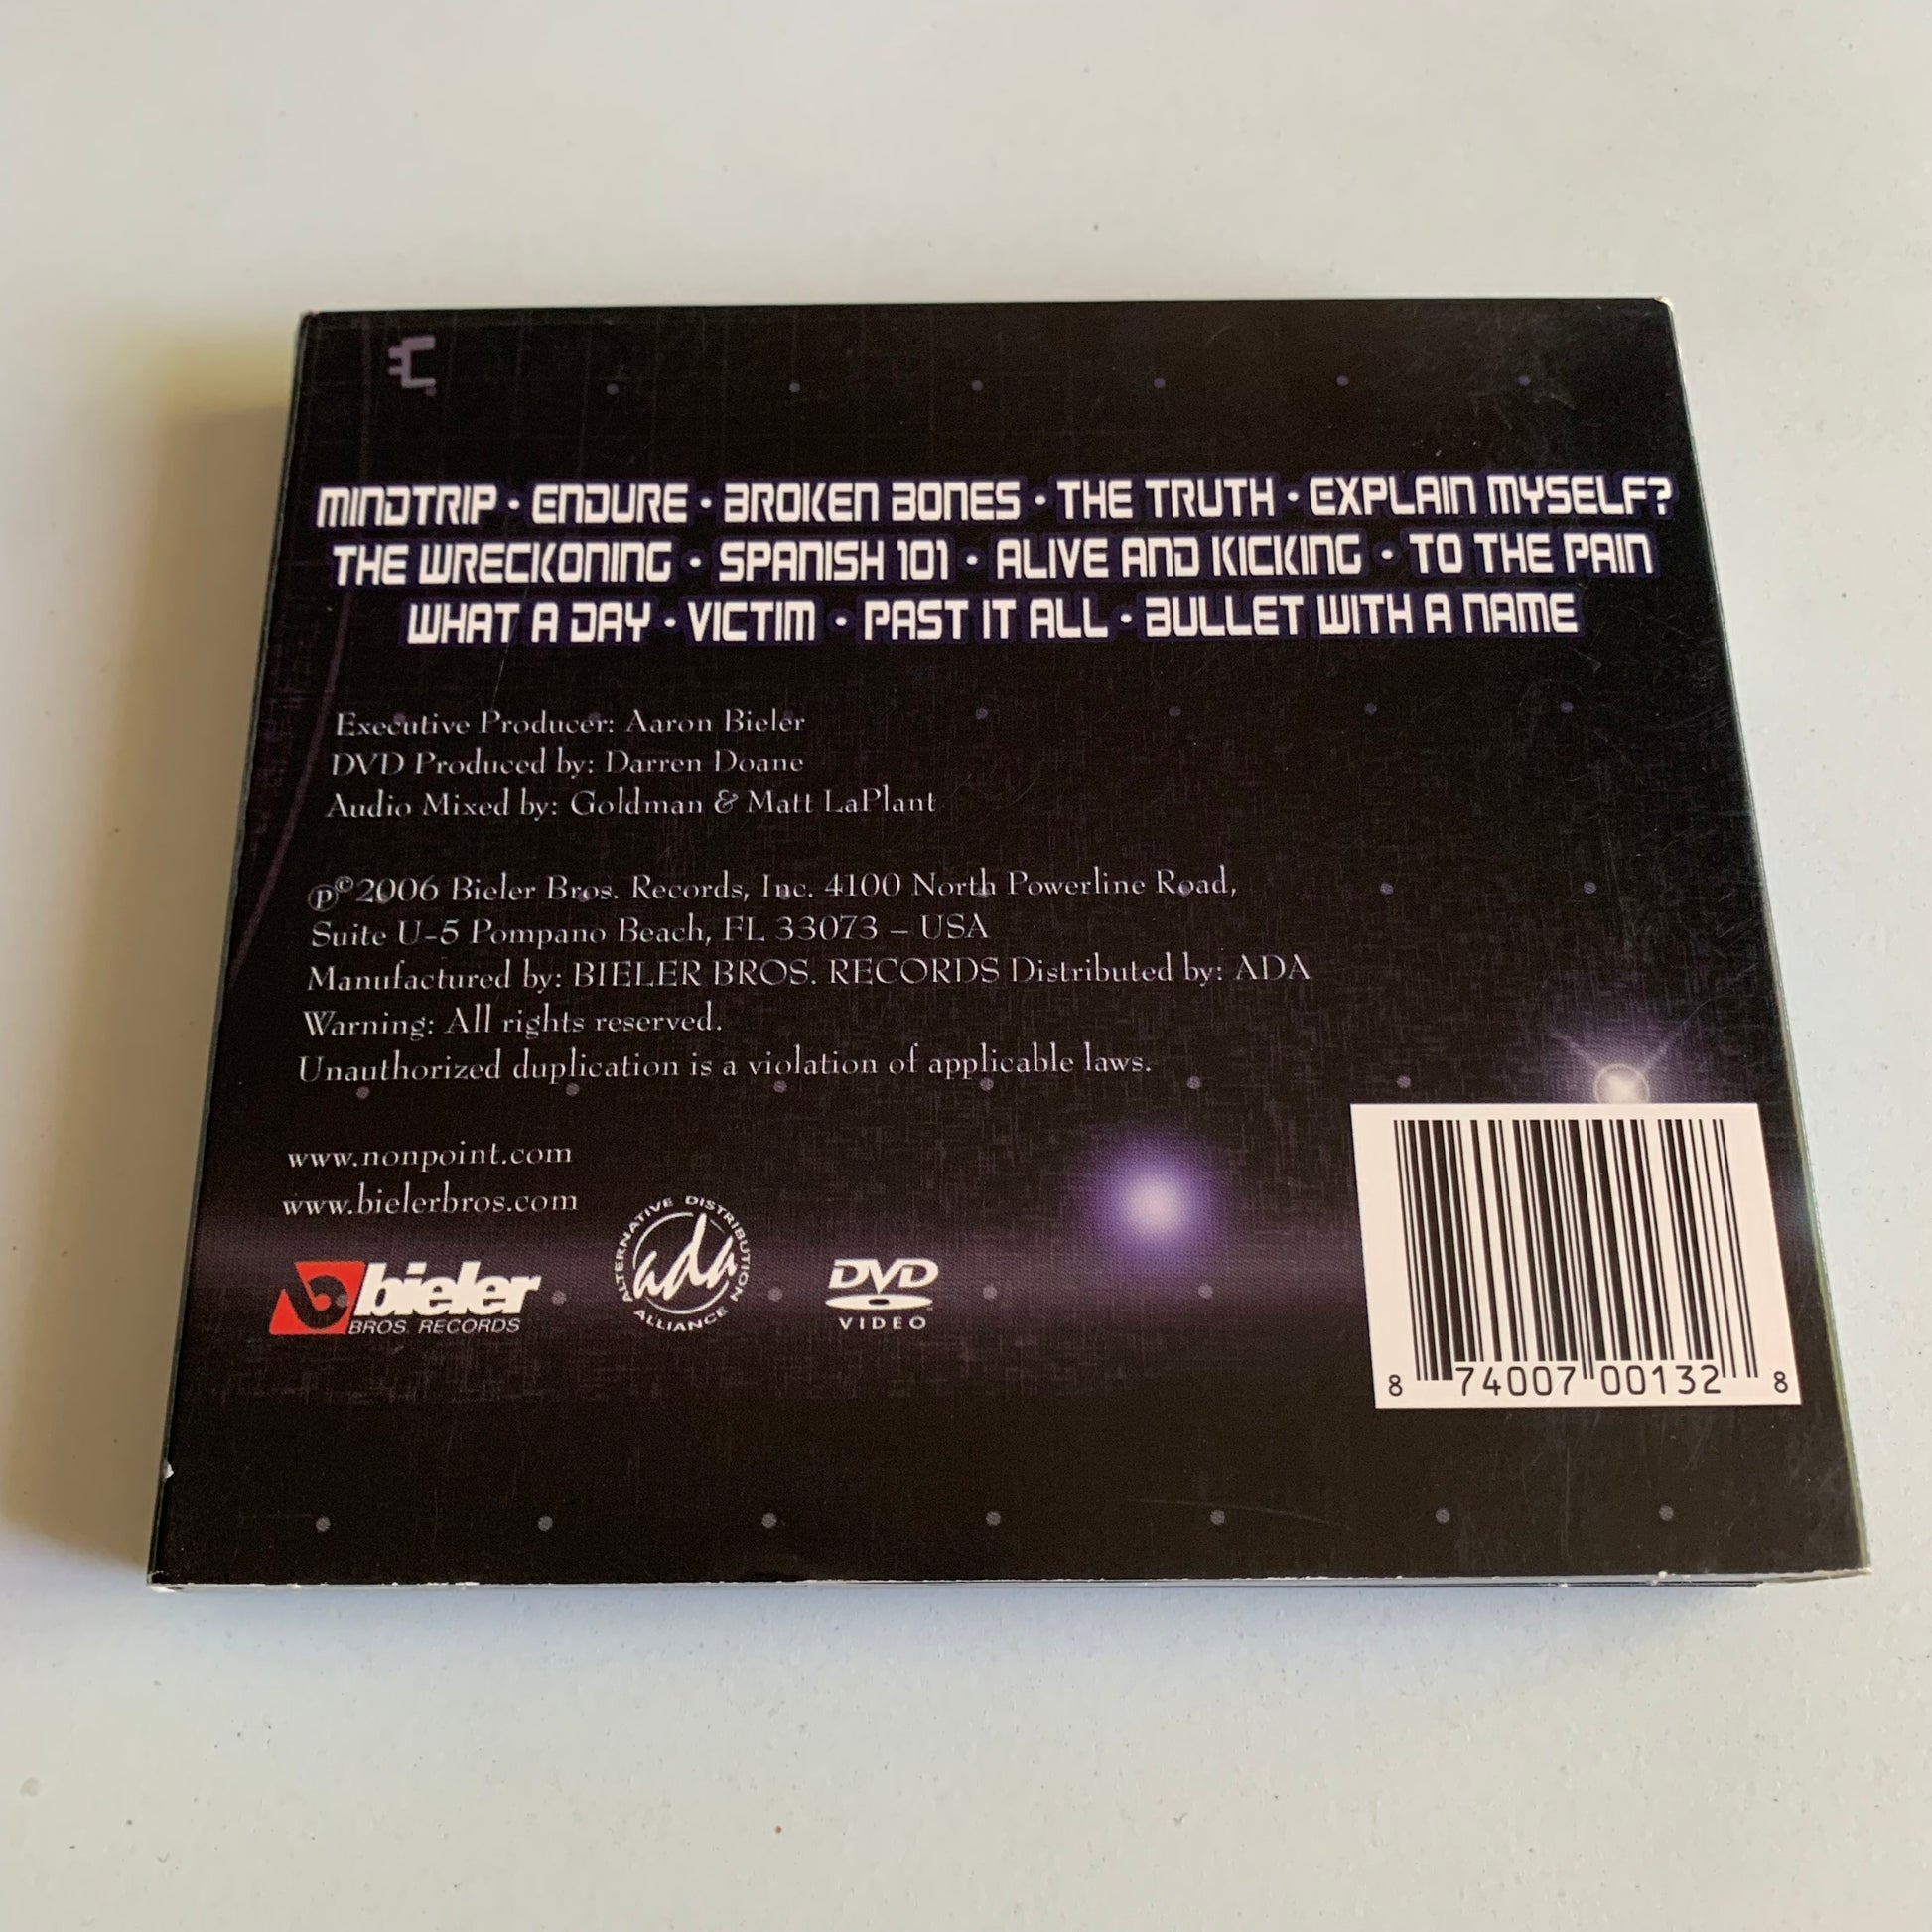 MINDTRIP • ENDURE • BROKEN BONES • THE TRUTH • EXPLAIN MYSELF?
THE WRECKONING • SPANISH 101 • ALIVE AND KICKING • TO THE PAIN
WHAT A DAY • VICTIM • PAST IT ALL • BULLET WITH A NAME
Executive Producer: Aaron Bieler
DVD Produced by: Darren Doane
Audio Mixed by: Goldman & Matt LaPlant
℗©2006 Bieler Bros. Records, Inc. 4100 North Powerline Road,
Suite U-5 Pompano Beach, FL 33073 – USA
Manufactured by: BIELER BROS. RECORDS Distributed by: ADA
Warning: All rights reserved.
Unauthorized duplication is a violation of applicable laws.
www.nonpoint.com
www.bielerbros.com
bieler
BROS. RECORDS
ALTERNATIVE DISTRIBUTION ALLIANCE
ada
DVD
VIDEO
8 74007 00132 8